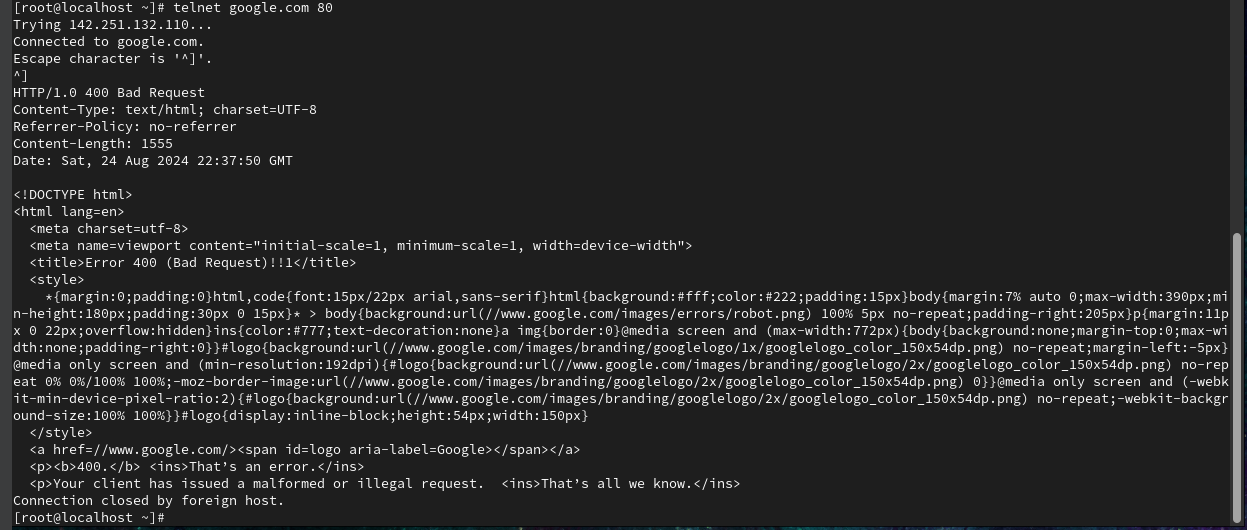 [root@localhost ~]# telnet google.com 80
Trying 142.251.132.110...
Connected to google.com.
Escape character is '^]'.
^]
HTTP/1.0 400 Bad Request
Content-Type: text/html; charset=UTF-8
Referrer-Policy: no-referrer
Content-Length: 1555
Date: Sat, 24 Aug 2024 22:37:50 GMT

<!DOCTYPE html>
<html lang=en>
  <meta charset=utf-8>
  <meta name=viewport content="initial-scale=1, minimum-scale=1, width=device-width">
  <title>Error 400 (Bad Request)!!1</title>
  <style>
    *{margin:0;padding:0}html,code{font:15px/22px arial,sans-serif}html{background:#fff;color:#222;padding:15px}body{margin:7% auto 0;max-width:390px;mi
n-height:180px;padding:30px 0 15px}* > body{background:url(//www.google.com/images/errors/robot.png) 100% 5px no-repeat;padding-right:205px}p{margin:11p
x 0 22px;overflow:hidden}ins{color:#777;text-decoration:none}a img{border:0}@media screen and (max-width:772px){body{background:none;margin-top:0;max-wi
dth:none;padding-right:0}}#logo{background:url(//www.google.com/images/branding/googlelogo/1x/googlelogo_color_150x54dp.png) no-repeat;margin-left:-5px}
@media only screen and (min-resolution:192dpi){#logo{background:url(//www.google.com/images/branding/googlelogo/2x/googlelogo_color_150x54dp.png) no-rep
eat 0% 0%/100% 100%;-moz-border-image:url(//www.google.com/images/branding/googlelogo/2x/googlelogo_color_150x54dp.png) 0}}@media only screen and (-webk
it-min-device-pixel-ratio:2){#logo{background:url(//www.google.com/images/branding/googlelogo/2x/googlelogo_color_150x54dp.png) no-repeat;-webkit-backgr
ound-size:100% 100%}}#logo{display:inline-block;height:54px;width:150px}
  </style>
  <a href=//www.google.com/><span id=logo aria-label=Google></span></a>
  <p><b>400.</b> <ins>That’s an error.</ins>
  <p>Your client has issued a malformed or illegal request.  <ins>That’s all we know.</ins>
Connection closed by foreign host.
[root@localhost ~]#